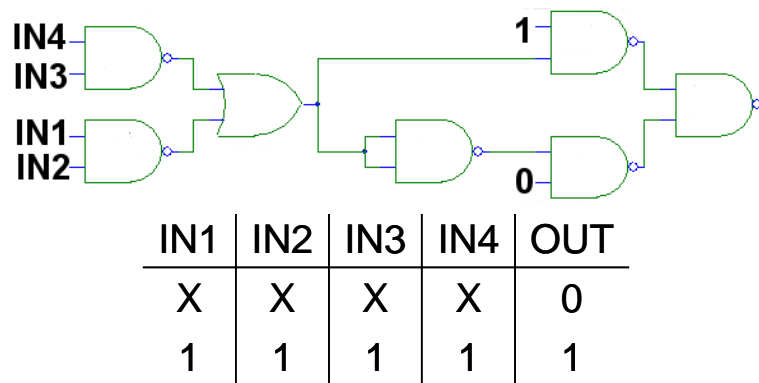 IN4
1
IN3
IN1
IN2
0
IN1 IN2 IN3 IN4 OUT
X X X X 0
1 1 1 1 1